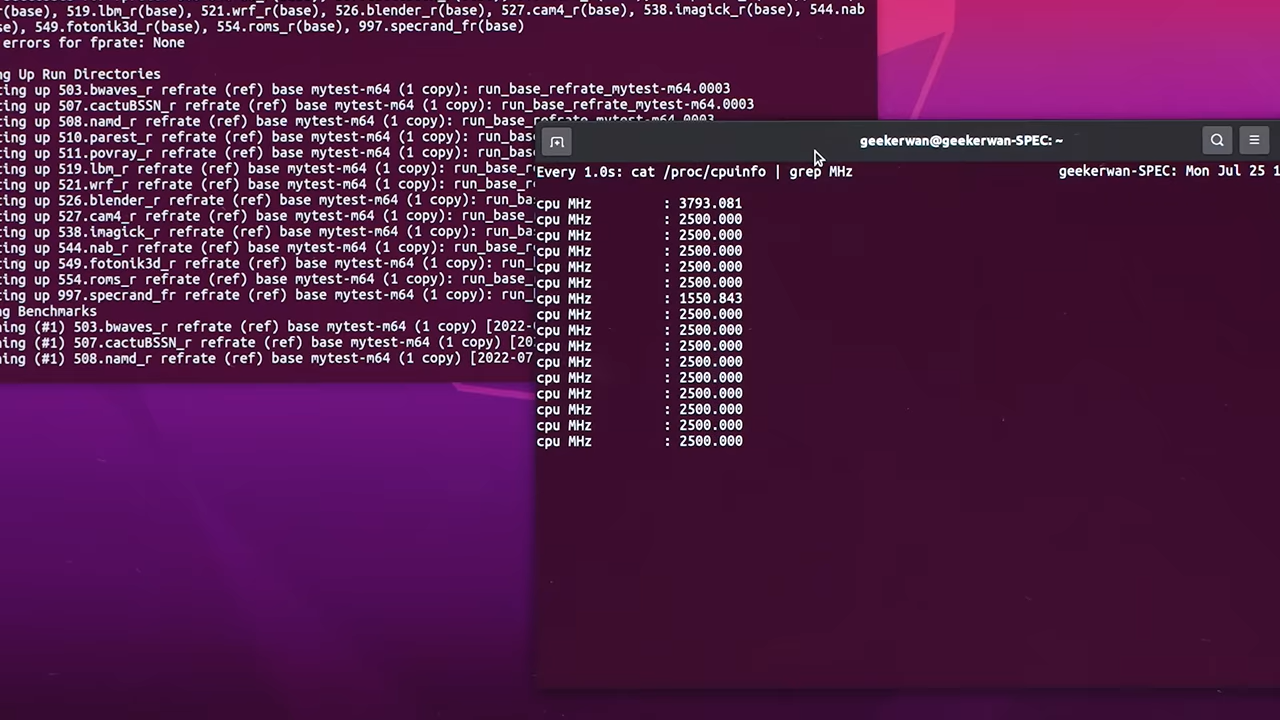 ), 519.lbm_r(base), 521.wrf_r(base), 526.blender_r(base), 527.cam4_r(base), 538.imagick_r(base), 544.nab
, 549.fotonik3d_r(base), 554.roms_r(base), 997.specrand_fr(base)
errors for fprate: None
ng Up Run Directories
ting up 503.bwaves_r refrate (ref) base mytest-m64 (1 copy): run_base_refrate_mytest-m64.0003
ting up 507.cactuBSSN_r refrate (ref) base mytest-m64 (1 copy): run_base_refrate_mytest-m64.0003
ting up 508.namd_r refrate (ref) base mytest-m64 (1 copy): run_base_refrate_mytest-m64.0003
ting up 510.parest_r refrate (ref) base mytest-m64 (1 copy): run_bas
ting up 511.povray_r refrate (ref) base mytest-m64 (1 copy): run_bas
ting up 519.lbm_r refrate (ref) base mytest-m64 (1 copy): run_base_
ting up 521.wrf_r refrate (ref) base mytest-m64 (1 copy): run_base_
ting up 526.blender_r refrate (ref) base mytest-m64 (1 copy): run_ba
ting up 527.cam4_r refrate (ref) base mytest-m64 (1 copy): run_base
ting up 538.imagick_r refrate (ref) base mytest-m64 (1 copy): run_ba
ting up 544.nab_r refrate (ref) base mytest-m64 (1 copy): run_base_r
ting up 549.fotonik3d_r refrate (ref) base mytest-m64 (1 copy): run_
ting up 554.roms_r refrate (ref) base mytest-m64 (1 copy): run_base
ting up 997.specrand_fr refrate (ref) base mytest-m64 (1 copy): run_
ng Benchmarks
ning (#1) 503.bwaves_r refrate (ref) base mytest-m64 (1 copy) [2022-
ning (#1) 507.cactuBSSN_r refrate (ref) base mytest-m64 (1 copy) [20
ning (#1) 508.namd_r refrate (ref) base mytest-m64 (1 copy) [2022-07
geekerwan@geekerwan-SPEC: ~
Every 1.0s: cat /proc/cpuinfo | grep MHz geekerwan-SPEC: Mon Jul 25 1
cpu MHz : 3793.081
cpu MHz : 2500.000
cpu MHz : 2500.000
cpu MHz : 2500.000
cpu MHz : 2500.000
cpu MHz : 2500.000
cpu MHz : 1550.843
cpu MHz : 2500.000
cpu MHz : 2500.000
cpu MHz : 2500.000
cpu MHz : 2500.000
cpu MHz : 2500.000
cpu MHz : 2500.000
cpu MHz : 2500.000
cpu MHz : 2500.000
cpu MHz : 2500.000